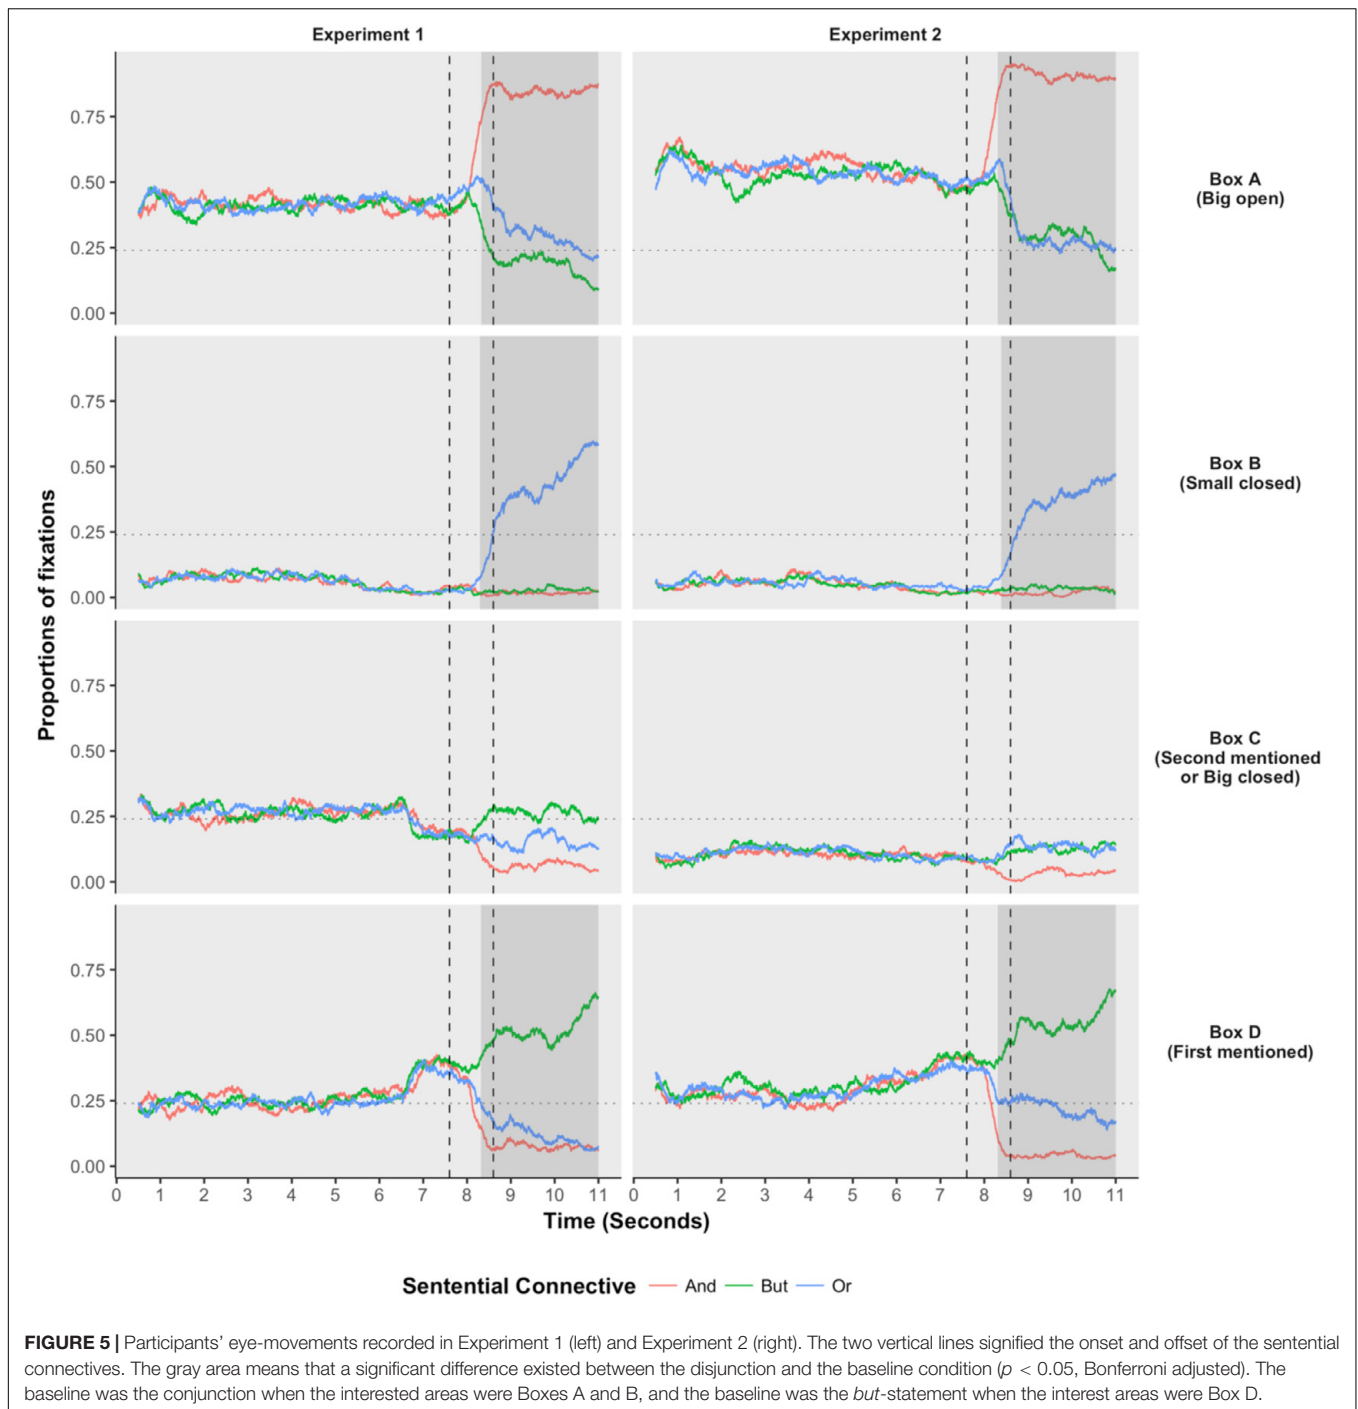 Experiment 1
Experiment 2
0.75
0.50
0.25
0.00
Box A
(Big open)
0.75
0.50
0.25
0.00
Box B
(Small closed)
Proportions of fixations
0.75
0.50
0.25
0.00
Box C
(Second mentioned
or Big closed)
0.75
0.50
0.25
0.00
Box D
(First mentioned)
0 1 2 3 4 5 6 7 8 9 10 11
0 1 2 3 4 5 6 7 8 9 10 11
Time (Seconds)
Sentential Connective And But Or
FIGURE 5 | Participants' eye-movements recorded in Experiment 1 (left) and Experiment 2 (right). The two vertical lines signified the onset and offset of the sentential
connectives. The gray area means that a significant difference existed between the disjunction and the baseline condition (p < 0.05, Bonferroni adjusted). The
baseline was the conjunction when the interested areas were Boxes A and B, and the baseline was the but-statement when the interest areas were Box D.